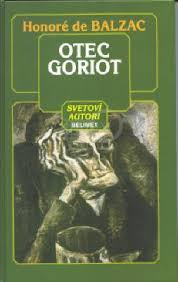 Honoré de BALZAC
OTEC
GORIOT
SVETOVÍ
AUTORI
BELIMEX